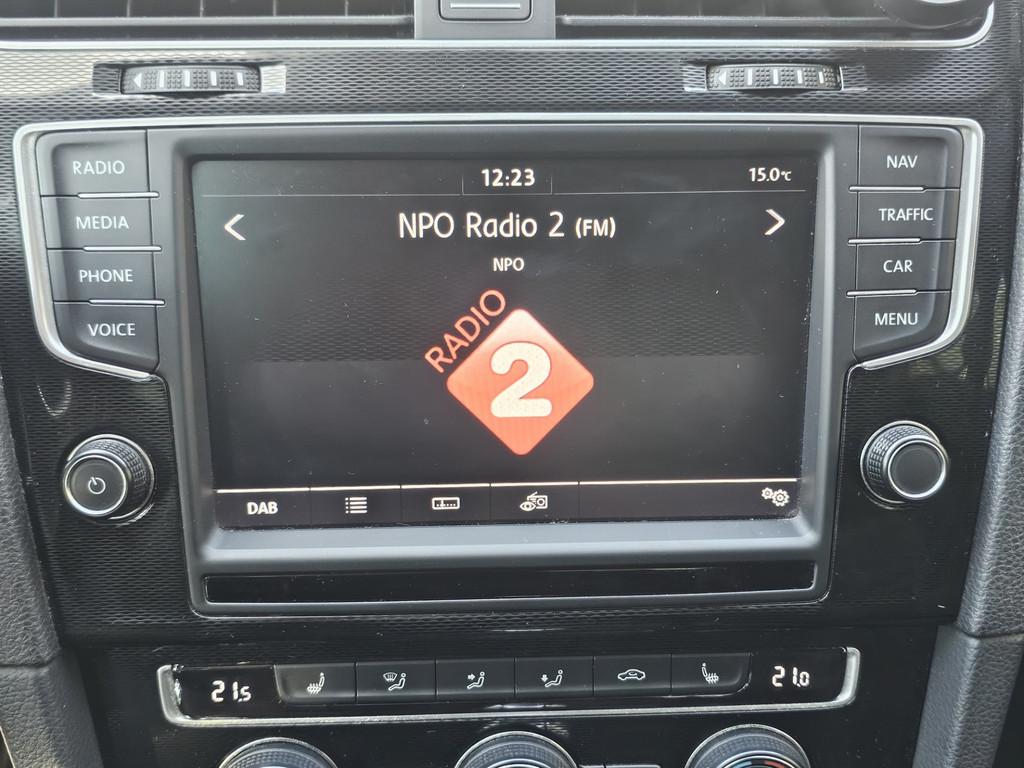 RADIO
MEDIA
PHONE
VOICE
12:23
15.0°C
NPO Radio 2 (FM)
NPO
RADIO
2
DAB
NAV
TRAFFIC
CAR
MENU
21.5
21.0